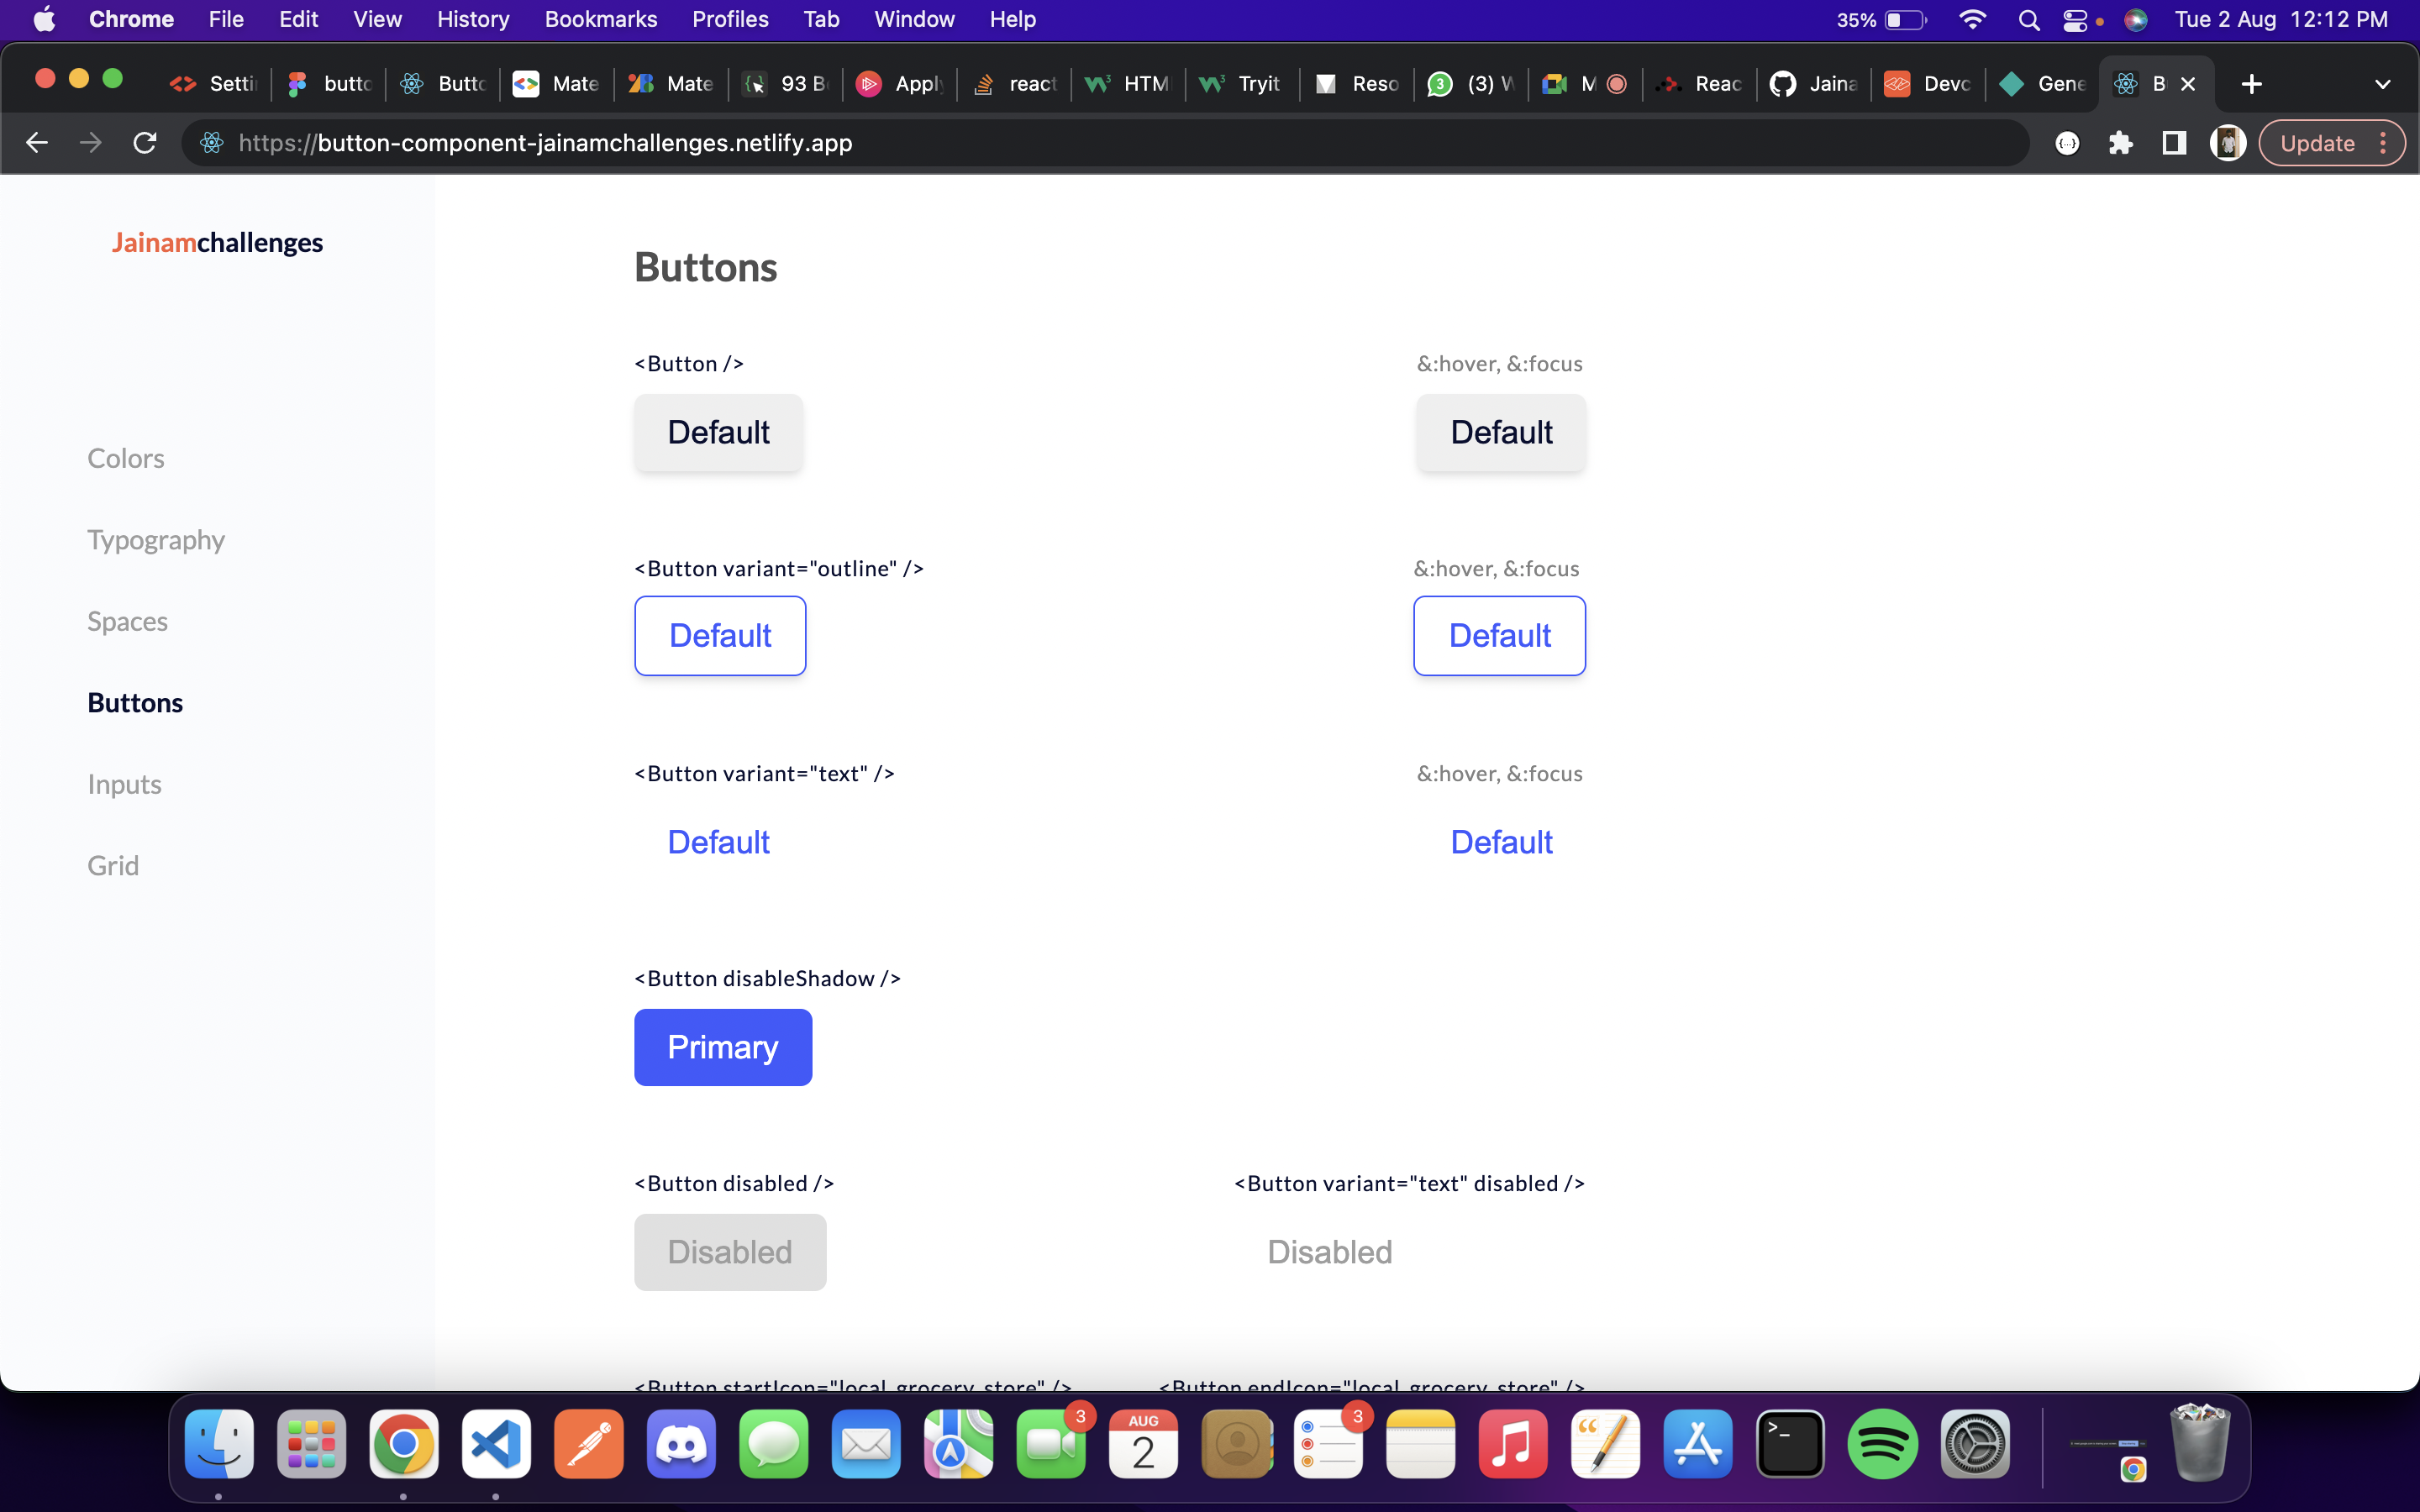 Chrome File Edit View History Bookmarks Profiles Tab Window Help 35% Tue 2 Aug 12:12 PM
Setti butto Butto Mate Mate 93 B Apply react HTM Tryit Reso (3) W M Reac Jaina Devc Gene B
https://button-component-jainamchallenges.netlify.app Update
Jainamchallenges
Colors
Typography
Spaces
Buttons
Inputs
Grid
Buttons
<Button /> &:hover, &:focus
Default Default
<Button variant="outline" /> &:hover, &:focus
Default Default
<Button variant="text" /> &:hover, &:focus
Default Default
<Button disableShadow />
Primary
<Button disabled /> <Button variant="text" disabled />
Disabled Disabled
<Button startIcon="local_grocery_store" /> <Button endIcon="local_grocery_store" />
3 AUG 3
2